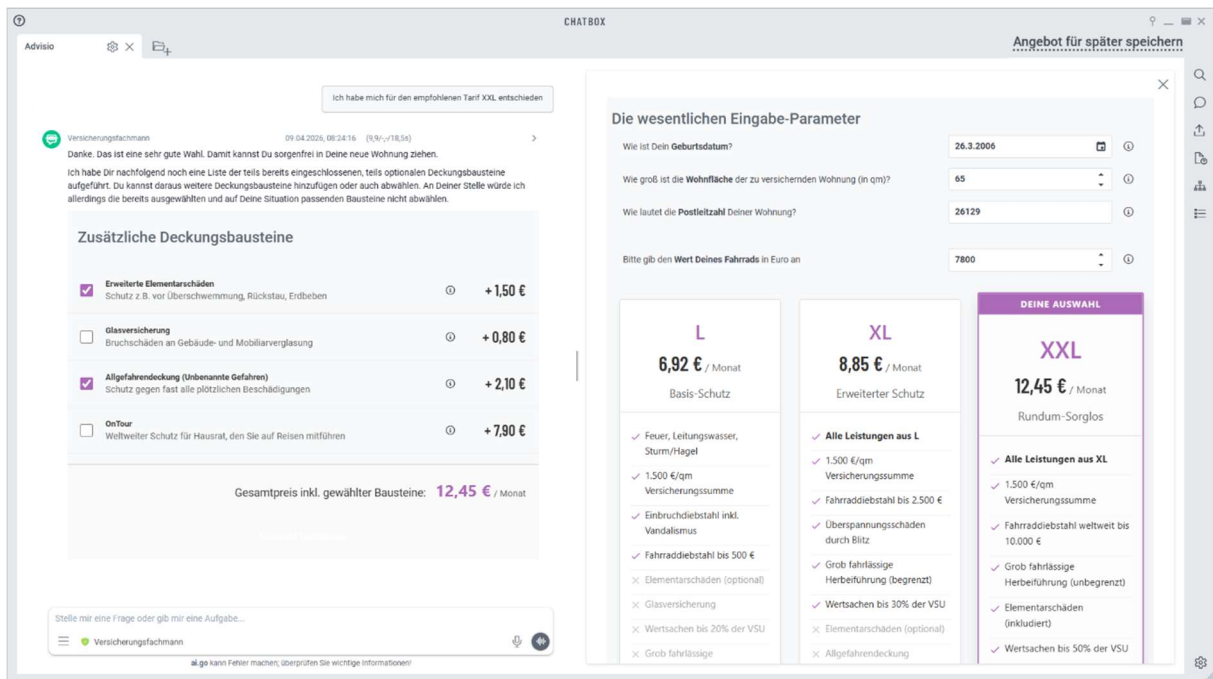 CHATBOX
Advisio
Angebot für später speichern
Ich habe mich für den empfohlenen Tarif XXL entschieden
Versicherungsfachmann 09.04.2026, 08:24:16 (9,9/-,-/18,5s)
Danke. Das ist eine sehr gute Wahl. Damit kannst Du sorgenfrei in Deine neue Wohnung ziehen.
Ich habe Dir nachfolgend noch eine Liste der teils bereits eingeschlossenen, teils optionalen Deckungsbausteine
aufgeführt. Du kannst daraus weitere Deckungsbausteine hinzufügen oder auch abwählen. An Deiner Stelle würde ich
allerdings die bereits ausgewählten und auf Deine Situation passenden Bausteine nicht abwählen.
Zusätzliche Deckungsbausteine
Erweiterte Elementarschäden
Schutz z.B. vor Überschwemmung, Rückstau, Erdbeben
+ 1,50 €
Glasversicherung
Bruchschäden an Gebäude- und Mobiliarverglasung
+ 0,80 €
Allgefahrendeckung (Unbenannte Gefahren)
Schutz gegen fast alle plötzlichen Beschädigungen
+ 2,10 €
OnTour
Weltweiter Schutz für Hausrat, den Sie auf Reisen mitführen
+ 7,90 €
Gesamtpreis inkl. gewählter Bausteine: 12,45 € / Monat
Stelle mir eine Frage oder gib mir eine Aufgabe...
Versicherungsfachmann
ai.go kann Fehler machen; überprüfen Sie wichtige Informationen!
Die wesentlichen Eingabe-Parameter
Wie ist Dein Geburtsdatum? 26.3.2006
Wie groß ist die Wohnfläche der zu versichernden Wohnung (in qm)? 65
Wie lautet die Postleitzahl Deiner Wohnung? 26129
Bitte gib den Wert Deines Fahrrads in Euro an 7800
L
6,92 € / Monat
Basis-Schutz
Feuer, Leitungswasser,
Sturm/Hagel
1.500 €/qm
Versicherungssumme
Einbruchdiebstahl inkl.
Vandalismus
Fahrraddiebstahl bis 500 €
Elementarschäden (optional)
Glasversicherung
Wertsachen bis 20% der VSU
Grob fahrlässige
XL
8,85 € / Monat
Erweiterter Schutz
Alle Leistungen aus L
1.500 €/qm
Versicherungssumme
Fahrraddiebstahl bis 2.500 €
Überspannungsschäden
durch Blitz
Grob fahrlässige
Herbeiführung (begrenzt)
Wertsachen bis 30% der VSU
Elementarschäden (optional)
Allgefahrendeckung
DEINE AUSWAHL
XXL
12,45 € / Monat
Rundum-Sorglos
Alle Leistungen aus XL
1.500 €/qm
Versicherungssumme
Fahrraddiebstahl weltweit bis
10.000 €
Grob fahrlässige
Herbeiführung (unbegrenzt)
Elementarschäden
(inkludiert)
Wertsachen bis 50% der VSU